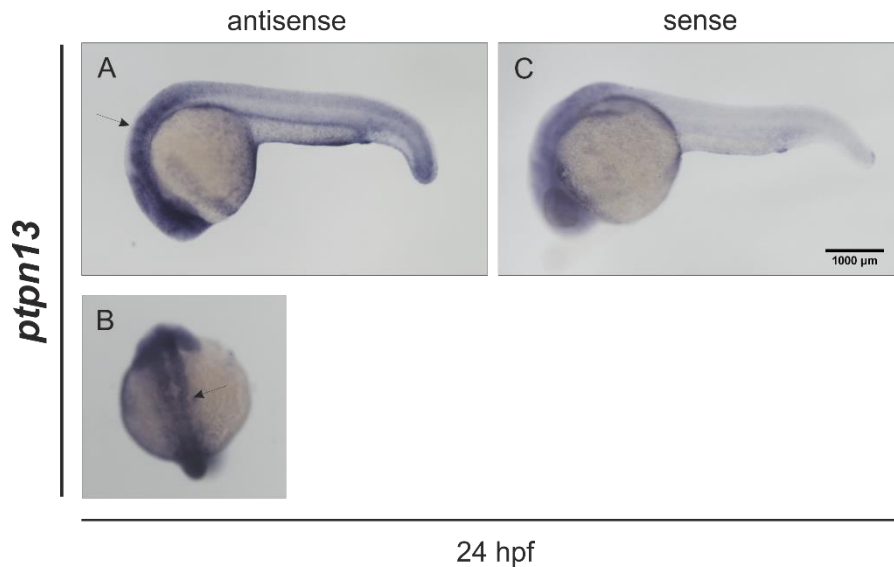 antisense
sense
A
C
ptpn13
1000 µm
B
24 hpf